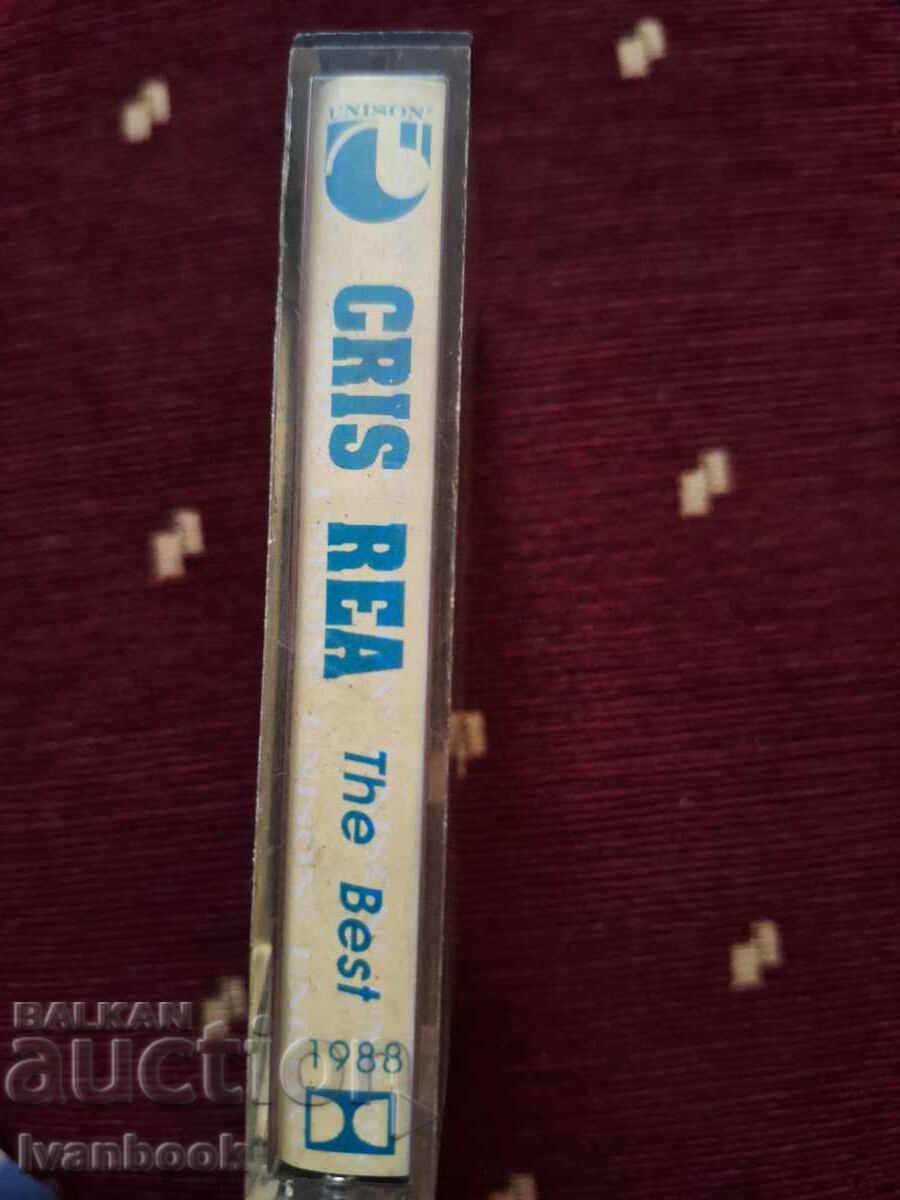 UNISON
CRIS REA The Best
1988
BALKAN
auction
Ivanbook